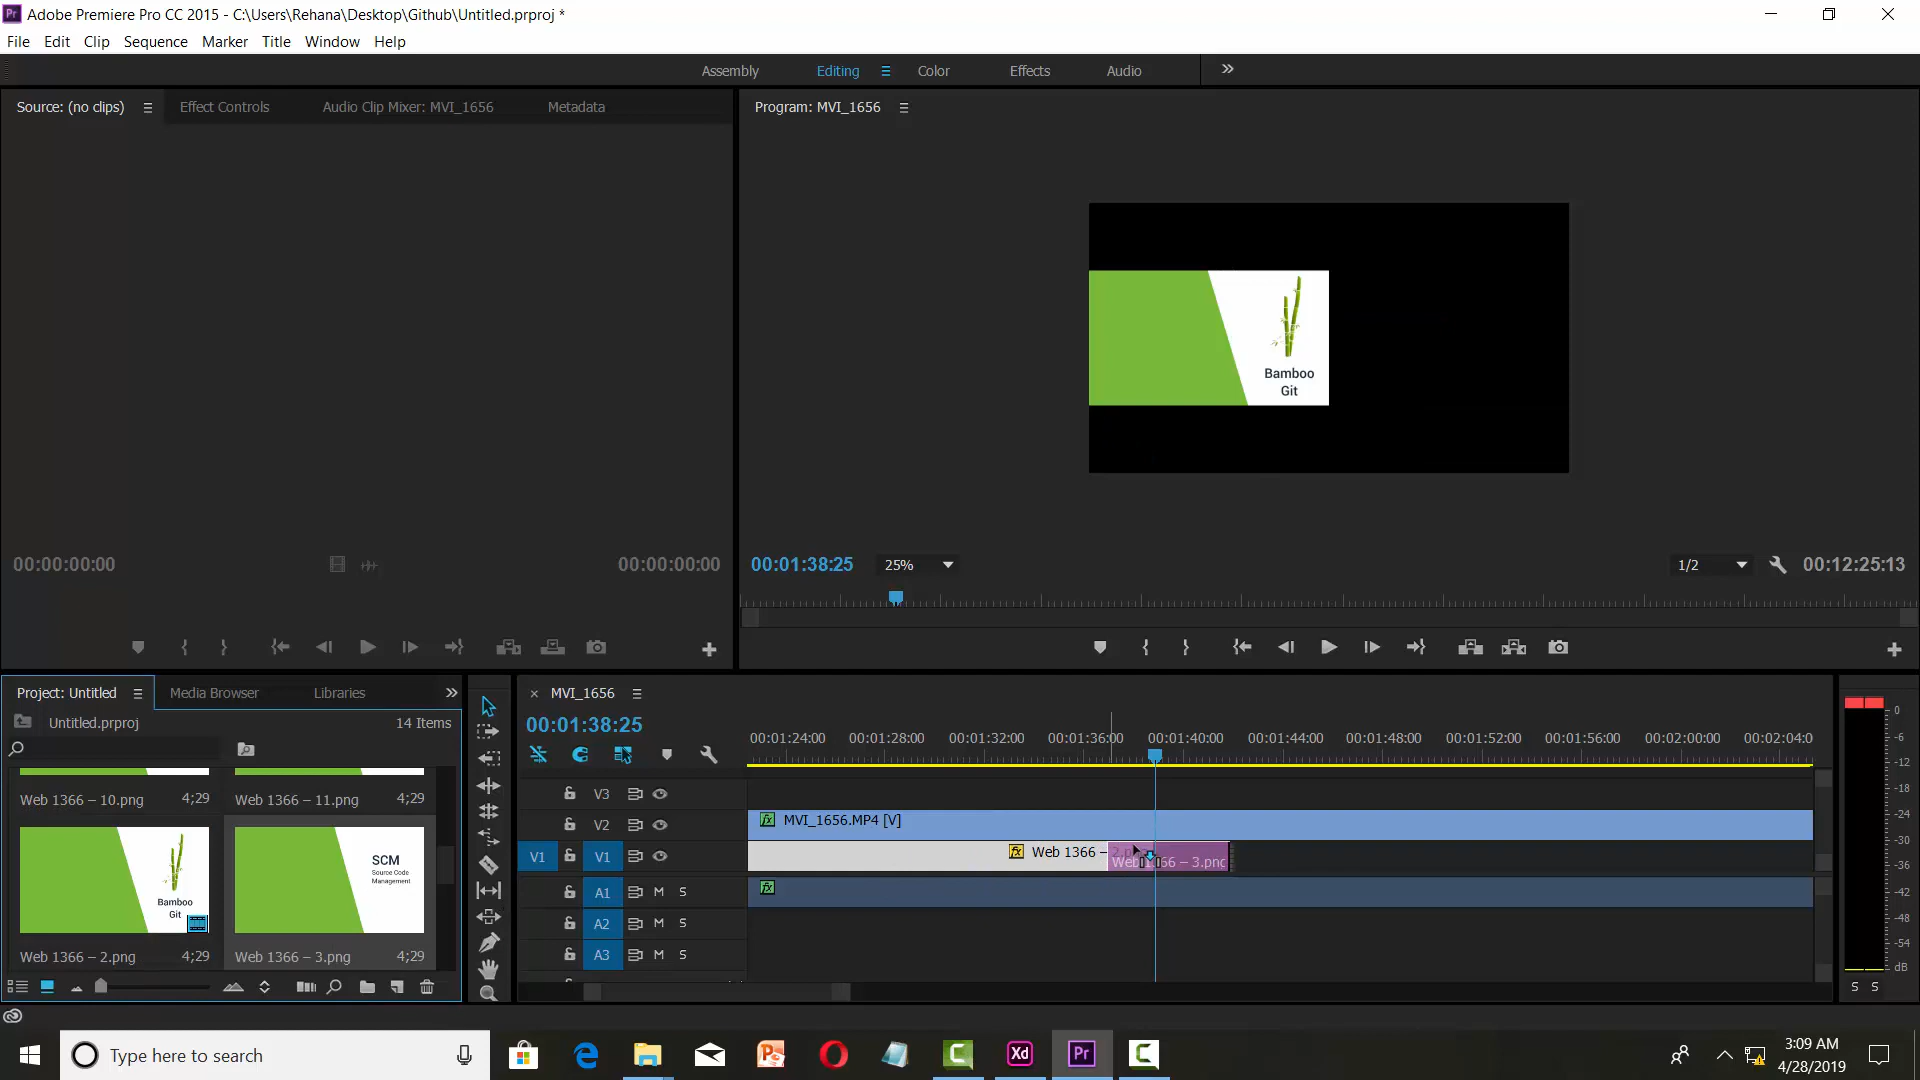 Adobe Premiere Pro CC 2015 - C:\Users\Rehana\Desktop\Github\Untitled.prproj *
File Edit Clip Sequence Marker Title Window Help
Assembly Editing Color Effects Audio
Source: (no clips) Effect Controls Audio Clip Mixer: MVI_1656 Metadata
Program: MVI_1656
Bamboo
Git
00:00:00:00 00:00:00:00
00:01:38:25 25% 1/2 00:12:25:13
Project: Untitled Media Browser Libraries
Untitled.prproj 14 Items
Web 1366 – 10.png 4;29 Web 1366 – 11.png 4;29
Bamboo
Git
SCM
Source Code
Management
Web 1366 – 2.png 4;29 Web 1366 – 3.png 4;29
MVI_1656
00:01:38:25
00:01:24:00 00:01:28:00 00:01:32:00 00:01:36:00 00:01:40:00 00:01:44:00 00:01:48:00 00:01:52:00 00:01:56:00 00:02:00:00 00:02:04:0
V3
V2 MVI_1656.MP4 [V]
V1 V1 Web 1366 –
A1 M S
A2 M S
A3 M S
0
-6
-12
-18
-24
-30
-36
-42
-48
-54
dB
S S
Type here to search
3:09 AM
4/28/2019